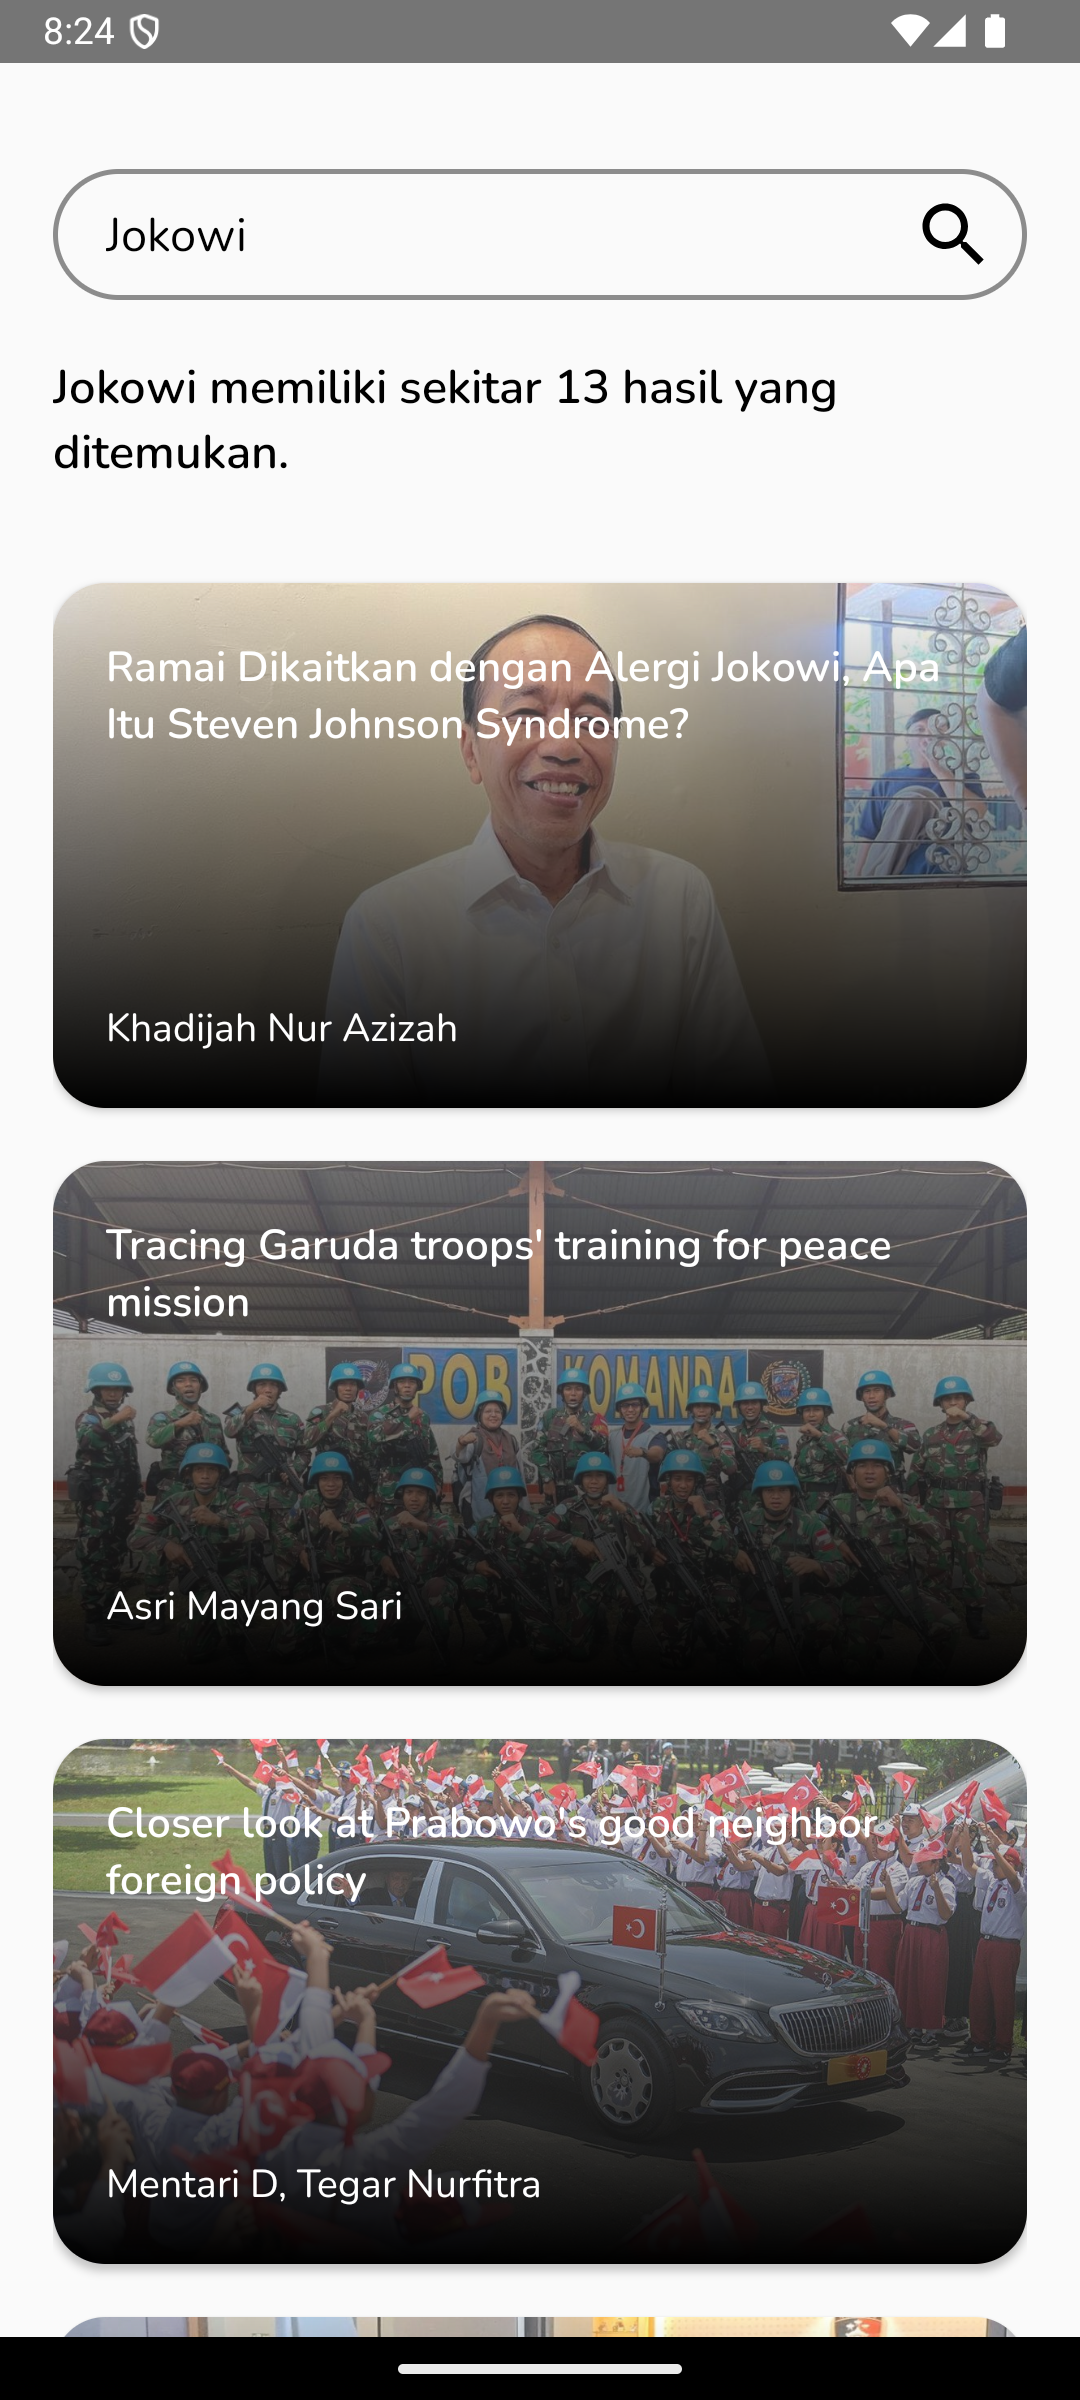 8:24
Jokowi
Jokowi memiliki sekitar 13 hasil yang
ditemukan.
Ramai Dikaitkan dengan Alergi Jokowi, Apa
Itu Steven Johnson Syndrome?
Khadijah Nur Azizah
Tracing Garuda troops' training for peace
mission
POB KOMANDA
Asri Mayang Sari
Closer look at Prabowo's good neighbor
foreign policy
Mentari D, Tegar Nurfitra